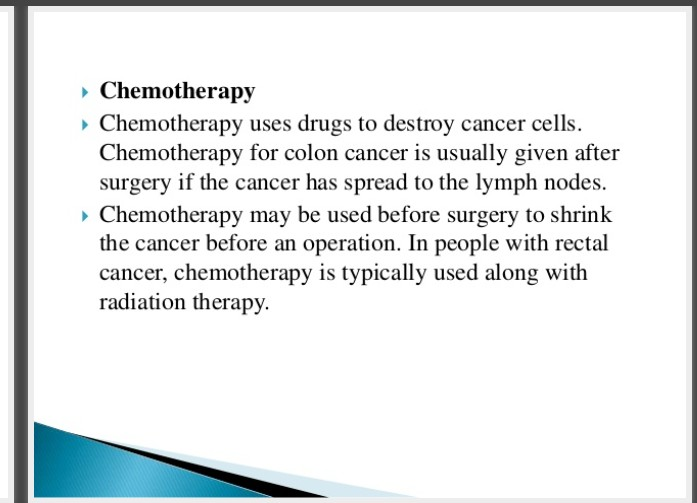 Chemotherapy
Chemotherapy uses drugs to destroy cancer cells.
Chemotherapy for colon cancer is usually given after
surgery if the cancer has spread to the lymph nodes.
Chemotherapy may be used before surgery to shrink
the cancer before an operation. In people with rectal
cancer, chemotherapy is typically used along with
radiation therapy.